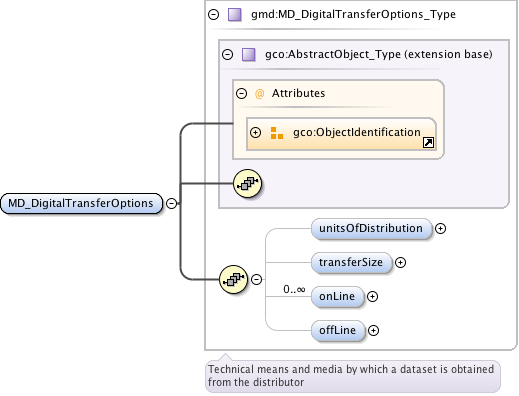 gmd:MD_DigitalTransferOptions_Type
gco:AbstractObject_Type (extension base)
@ Attributes
gco:ObjectIdentification
MD_DigitalTransferOptions
unitsOfDistribution
transferSize
0..∞
onLine
offLine
Technical means and media by which a dataset is obtained
from the distributor